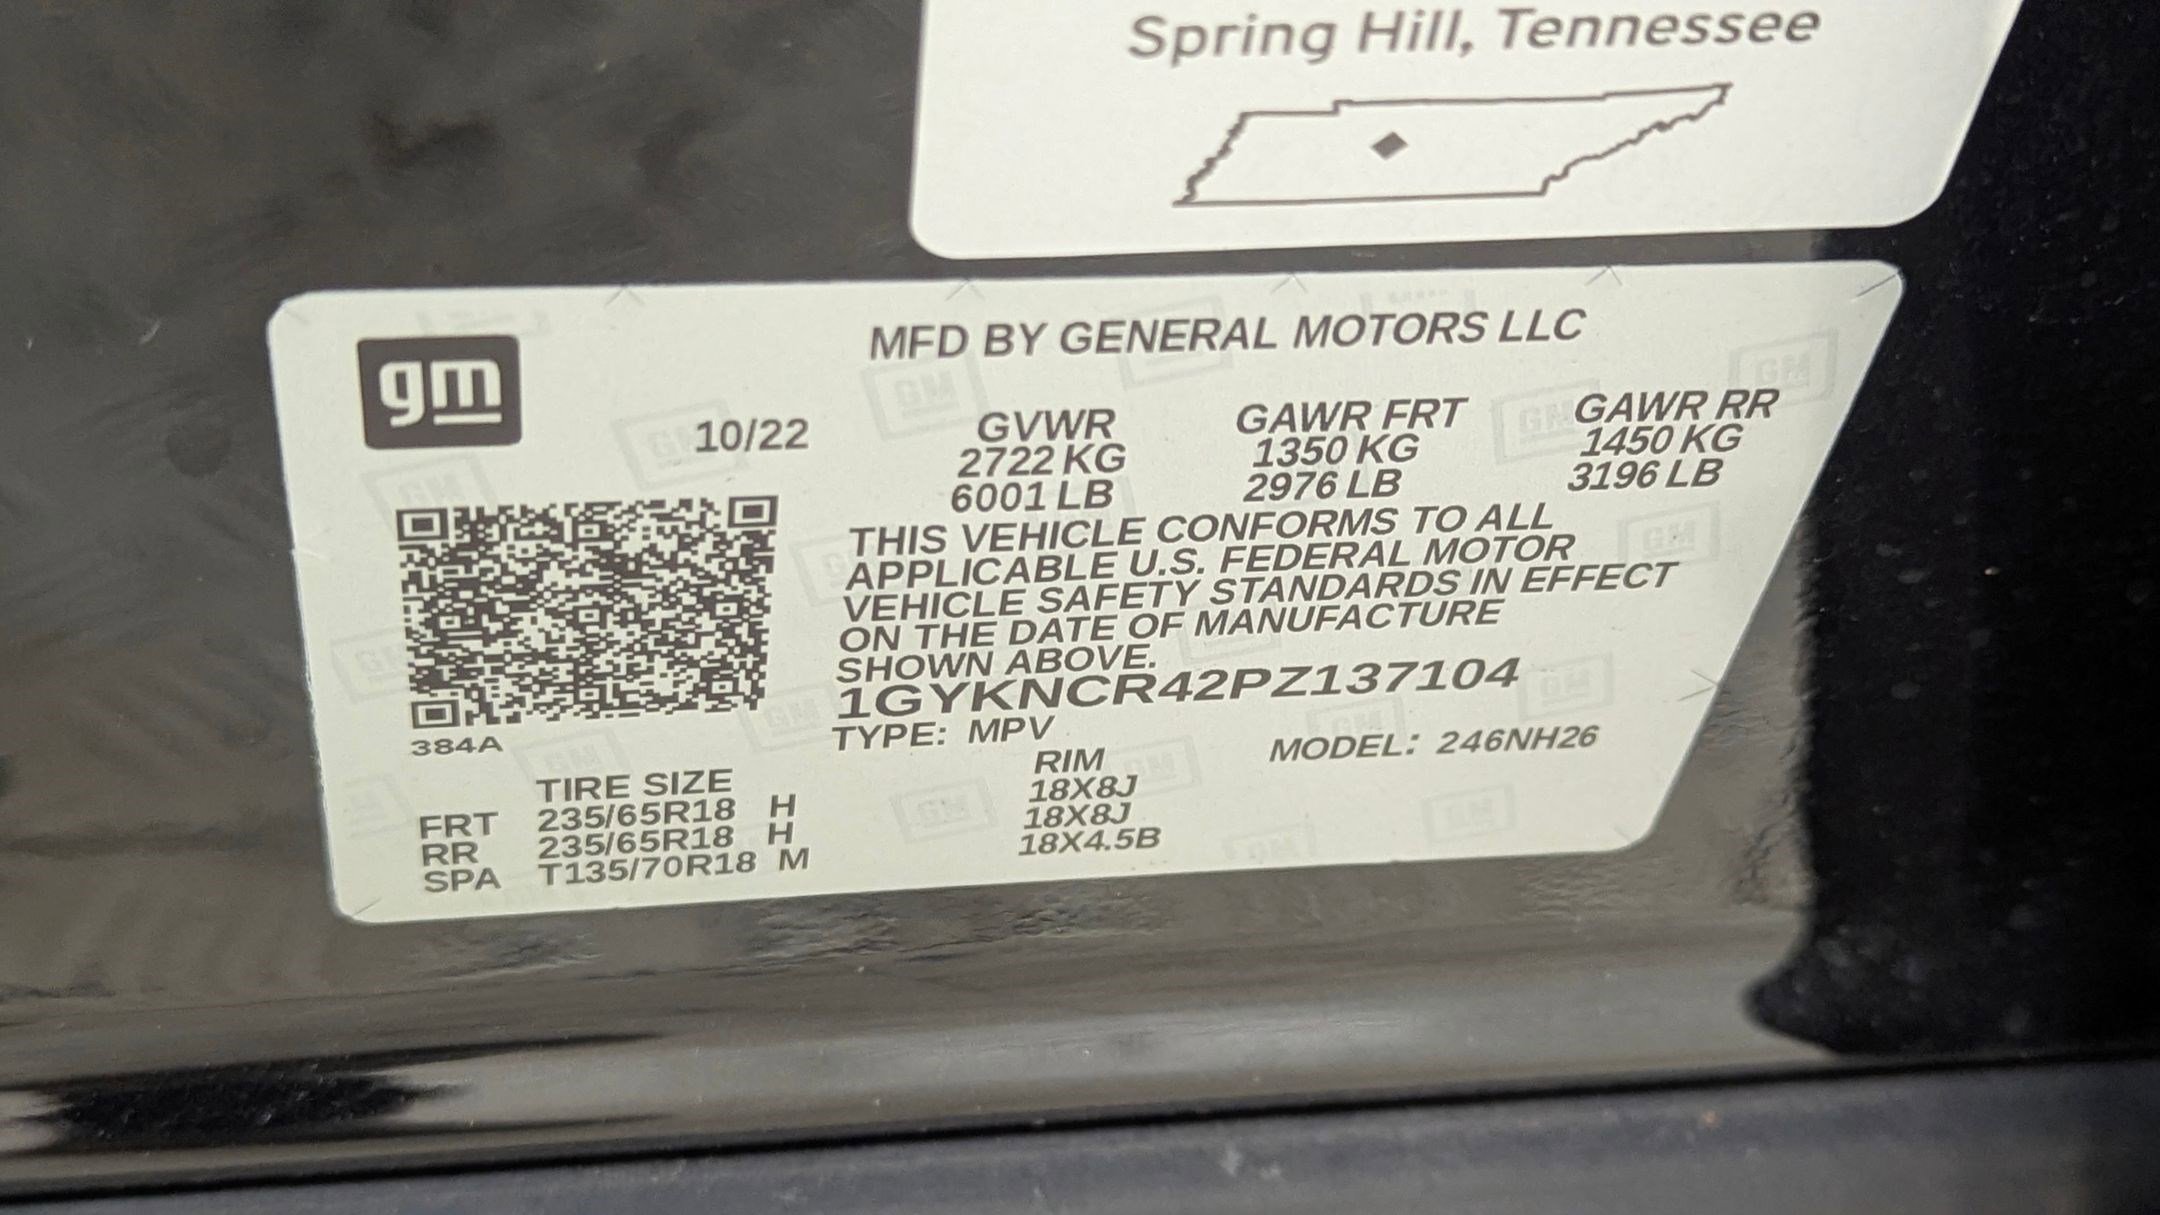 Spring Hill, Tennessee
gm
MFD BY GENERAL MOTORS LLC
10/22
GVWR GAWR FRT GAWR RR
2722 KG 1350 KG 1450 KG
6001 LB 2976 LB 3196 LB
THIS VEHICLE CONFORMS TO ALL
APPLICABLE U.S. FEDERAL MOTOR
VEHICLE SAFETY STANDARDS IN EFFECT
ON THE DATE OF MANUFACTURE
SHOWN ABOVE.
1GYKNCR42PZ137104
384A
TYPE: MPV MODEL: 246NH26
TIRE SIZE RIM
FRT 235/65R18 H 18X8J
RR 235/65R18 H 18X8J
SPA T135/70R18 M 18X4.5B